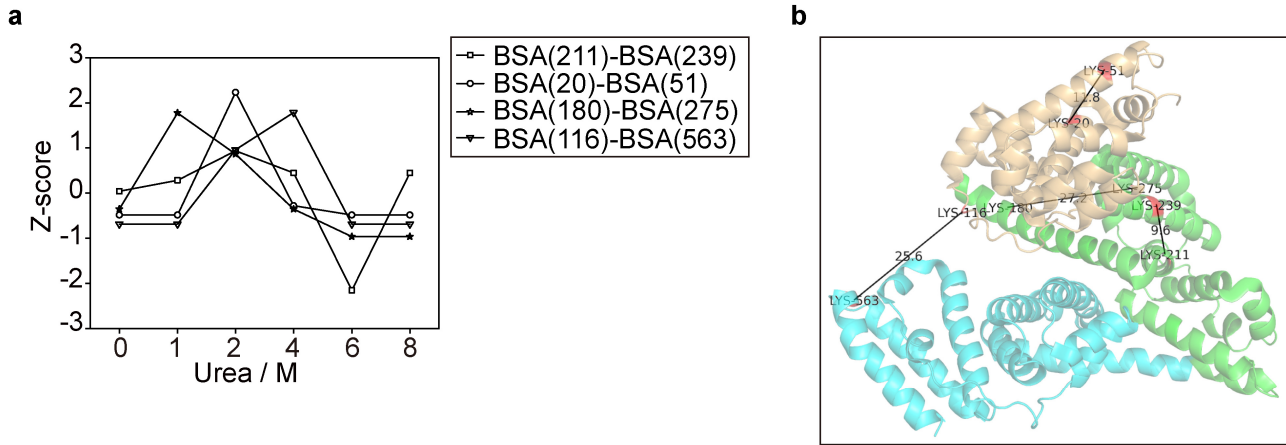 a
3
2
1
0
-1
-2
-3
Z-score
0 1 2 4 6 8
Urea / M
BSA(211)-BSA(239)
BSA(20)-BSA(51)
BSA(180)-BSA(275)
BSA(116)-BSA(563)
b
LYS-51
11.8
LYS-20
LYS-275
27.2
LYS-180
LYS-239
LYS-116
9.6
LYS-211
25.6
LYS-563